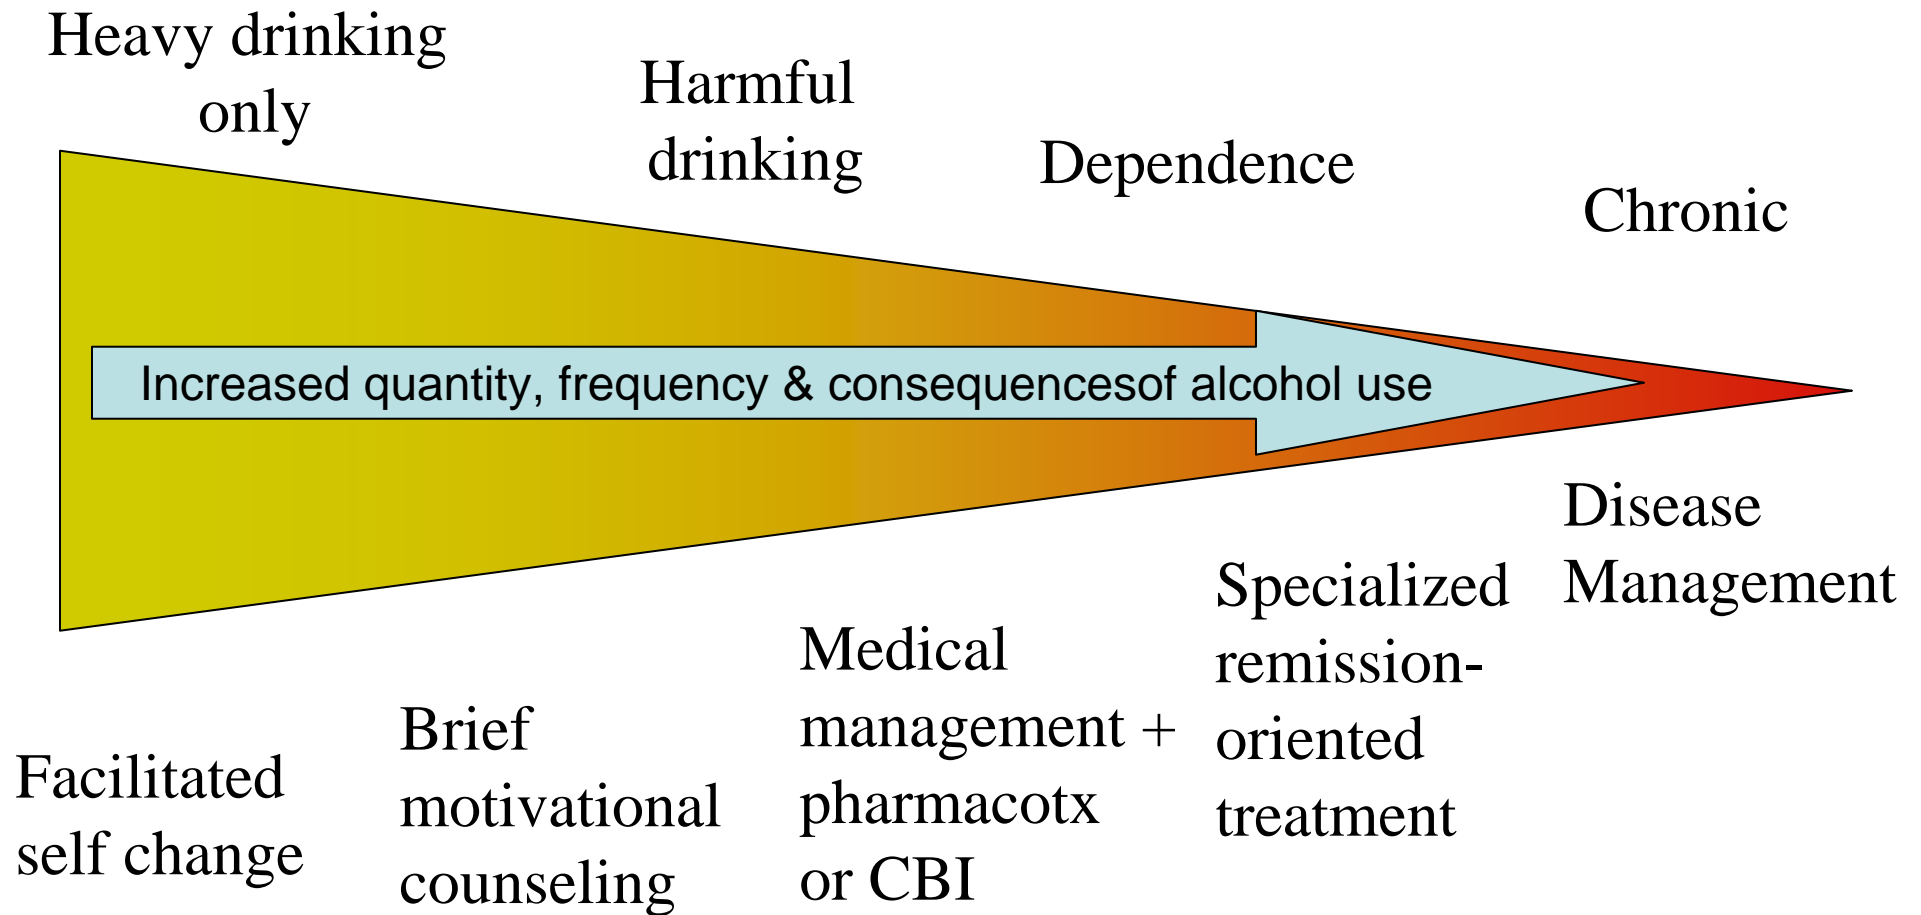 Heavy drinking
only
Harmful
drinking
Dependence
Chronic
Increased quantity, frequency & consequencesof alcohol use
Facilitated
self change
Brief
motivational
counseling
Medical
management +
pharmacotx
or CBI
Specialized
remission-
oriented
treatment
Disease
Management